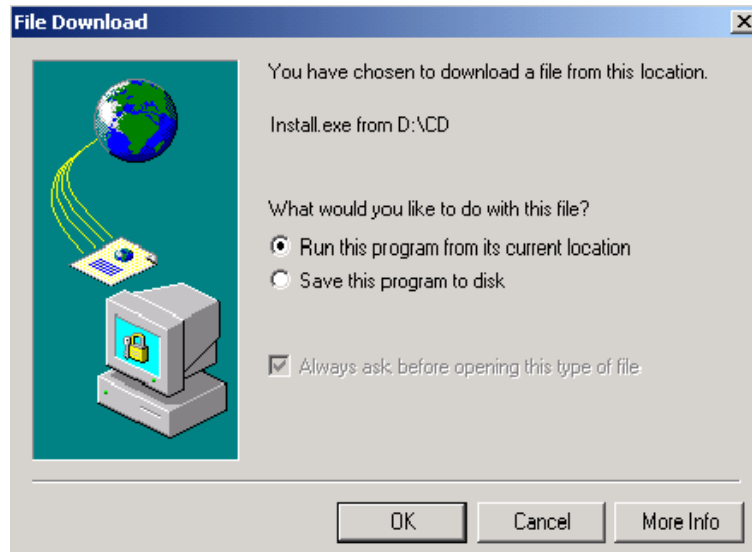 File Download
You have chosen to download a file from this location.
Install.exe from D:\CD
What would you like to do with this file?
Run this program from its current location
Save this program to disk
Always ask before opening this type of file
OK
Cancel
More Info